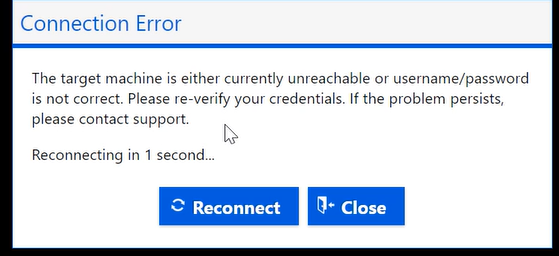 Connection Error
The target machine is either currently unreachable or username/password
is not correct. Please re-verify your credentials. If the problem persists,
please contact support.
Reconnecting in 1 second...
Reconnect
Close